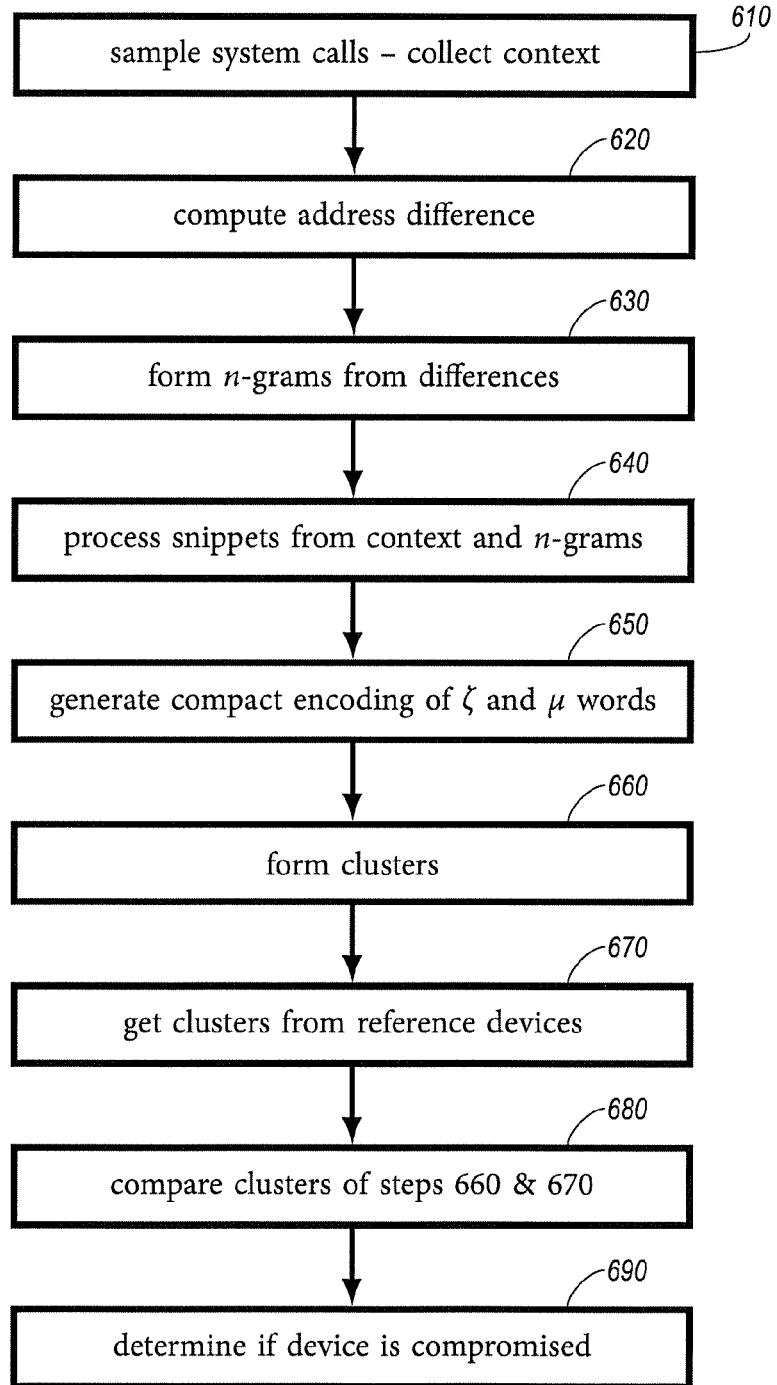 610
sample system calls – collect context
620
compute address difference
630
form n-grams from differences
640
process snippets from context and n-grams
650
generate compact encoding of ζ and μ words
660
form clusters
670
get clusters from reference devices
680
compare clusters of steps 660 & 670
690
determine if device is compromised